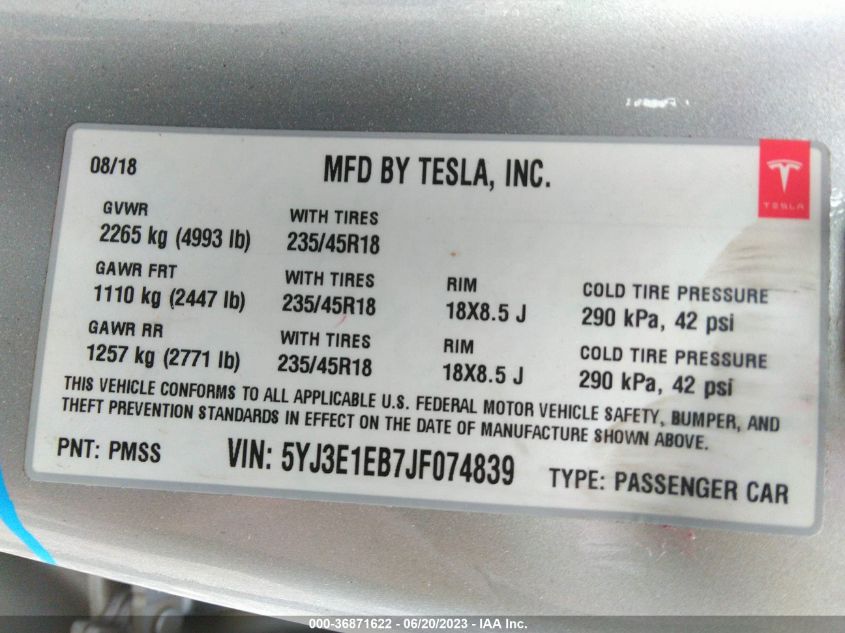 08/18 MFD BY TESLA, INC.
TESLA
GVWR WITH TIRES
2265 kg (4993 lb) 235/45R18
GAWR FRT WITH TIRES RIM COLD TIRE PRESSURE
1110 kg (2447 lb) 235/45R18 18X8.5 J 290 kPa, 42 psi
GAWR RR WITH TIRES RIM COLD TIRE PRESSURE
1257 kg (2771 lb) 235/45R18 18X8.5 J 290 kPa, 42 psi
THIS VEHICLE CONFORMS TO ALL APPLICABLE U.S. FEDERAL MOTOR VEHICLE SAFETY, BUMPER, AND
THEFT PREVENTION STANDARDS IN EFFECT ON THE DATE OF MANUFACTURE SHOWN ABOVE.
PNT: PMSS VIN: 5YJ3E1EB7JF074839 TYPE: PASSENGER CAR
000-36871622 - 06/20/2023 - IAA Inc.